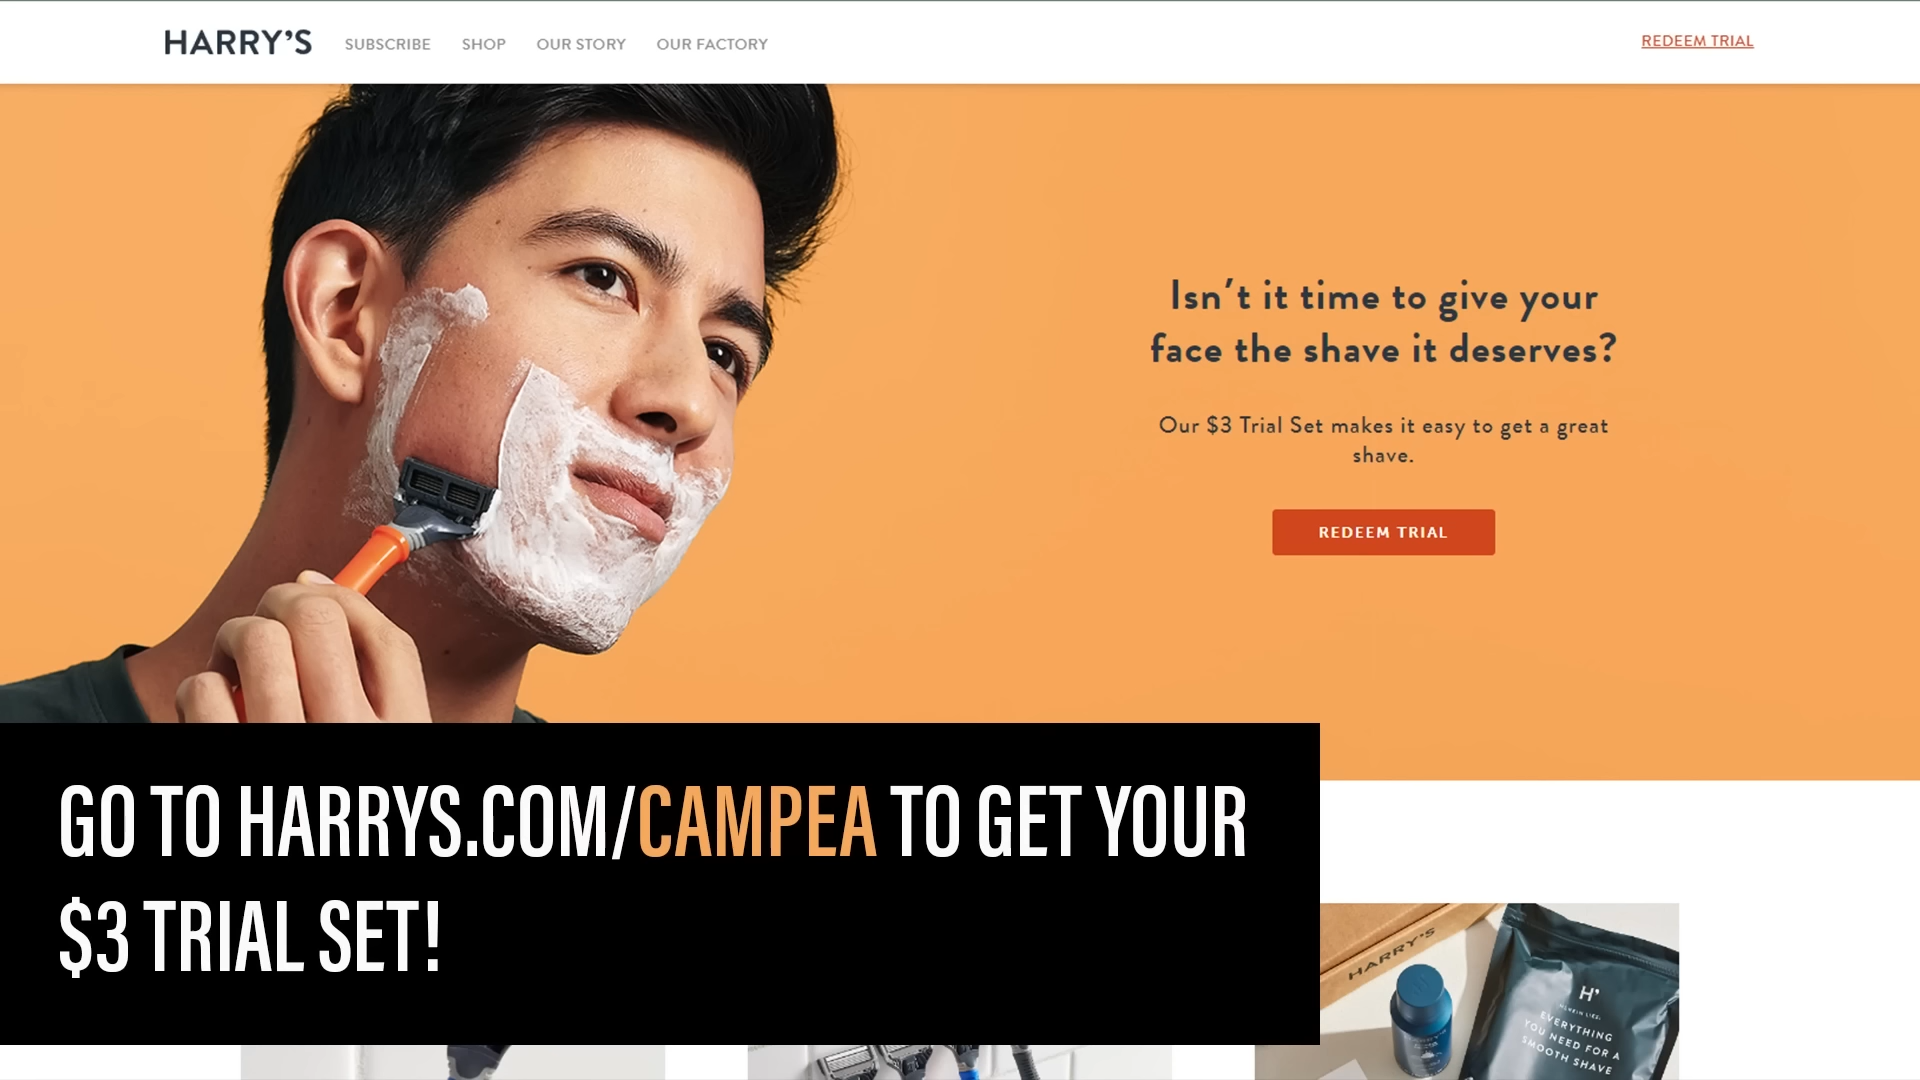 HARRY'S SUBSCRIBE SHOP OUR STORY OUR FACTORY REDEEM TRIAL
Isn't it time to give your
face the shave it deserves?
Our $3 Trial Set makes it easy to get a great
shave.
REDEEM TRIAL
GO TO HARRYS.COM/CAMPEA TO GET YOUR
$3 TRIAL SET!
HARRY'S
H'
EVERYTHING
YOU NEED FOR A
SMOOTH SHAVE